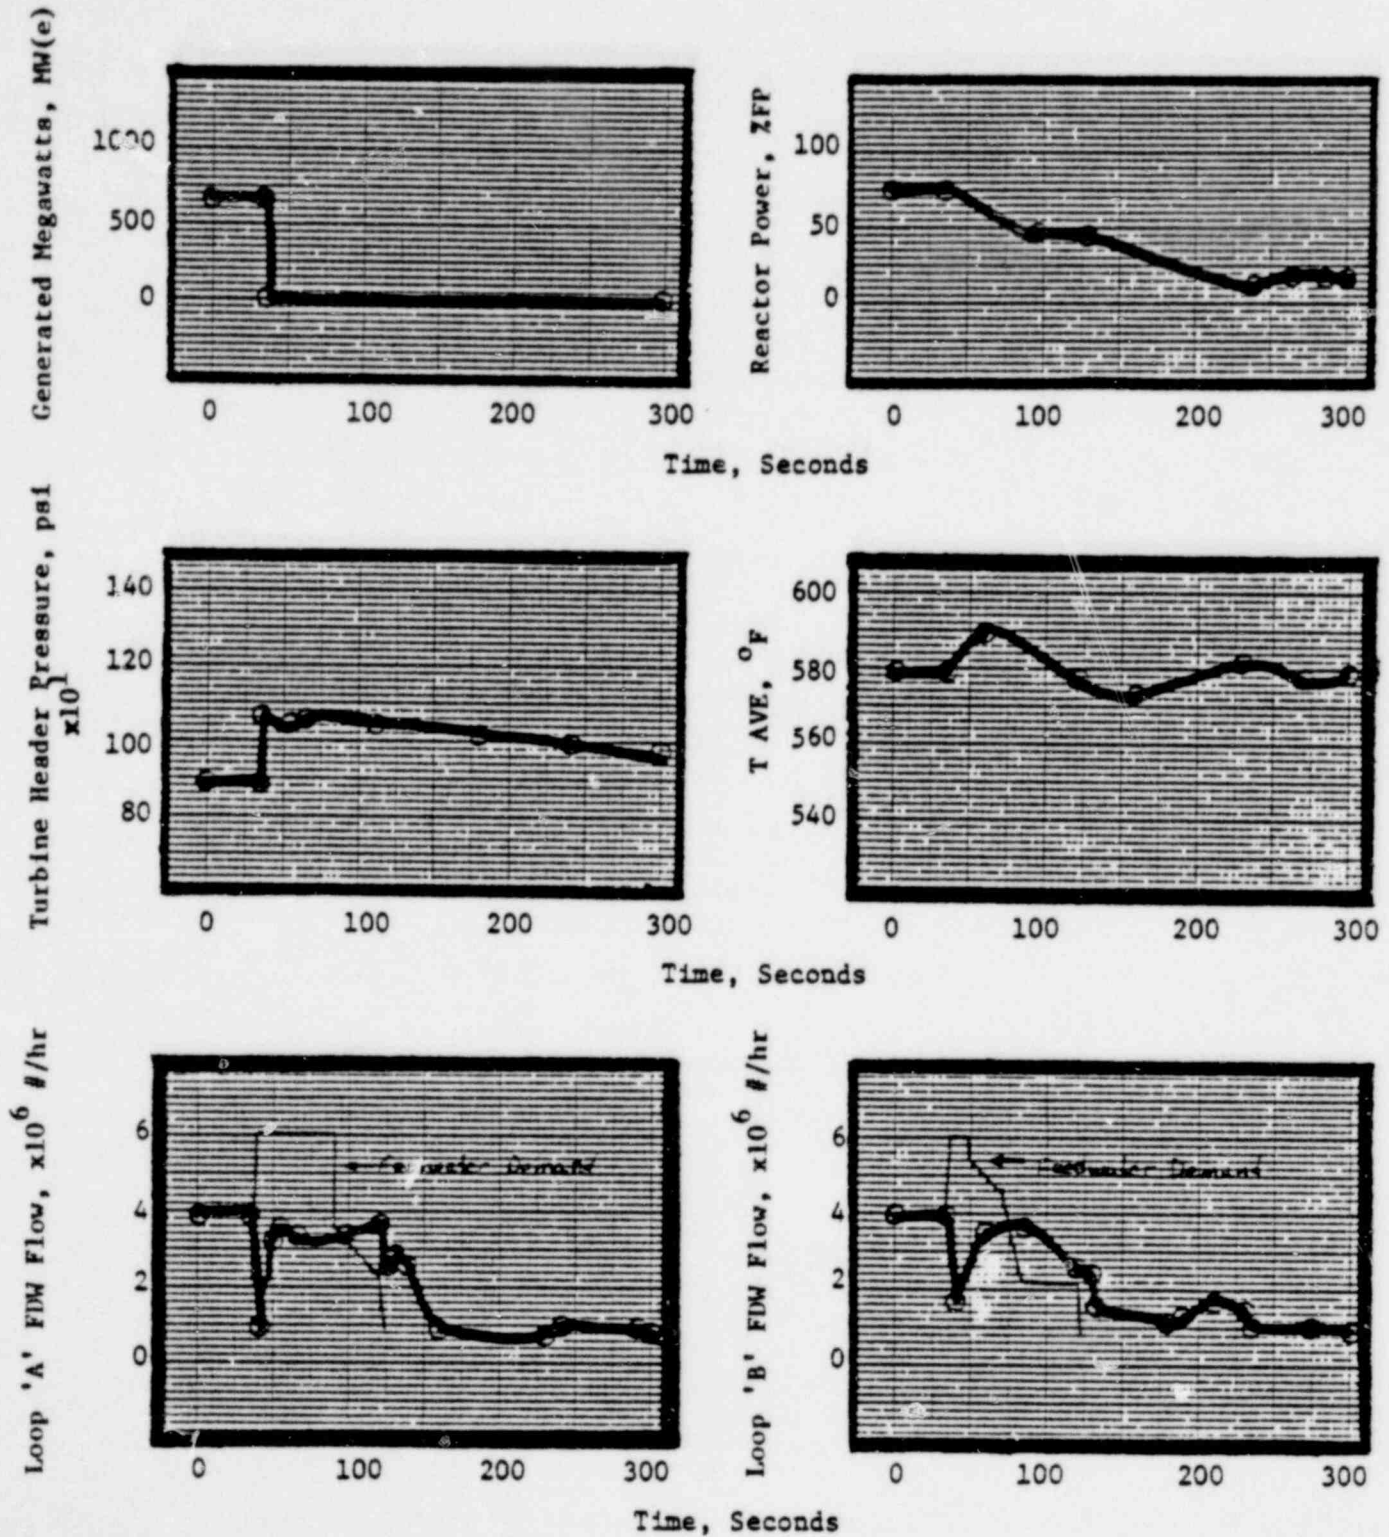 Generated Megawatts, MW(e)
1000
500
0
0 100 200 300
Reactor Power, %FP
100
50
0
0 100 200 300
Time, Seconds
Turbine Header Pressure, psi
x10^1
140
120
100
80
0 100 200 300
T AVE, °F
600
580
560
540
0 100 200 300
Time, Seconds
Loop 'A' FDW Flow, x10^6 #/hr
6
4
2
0
Feedwater Demand
0 100 200 300
Loop 'B' FDW Flow, x10^6 #/hr
6
4
2
0
Feedwater Demand
0 100 200 300
Time, Seconds